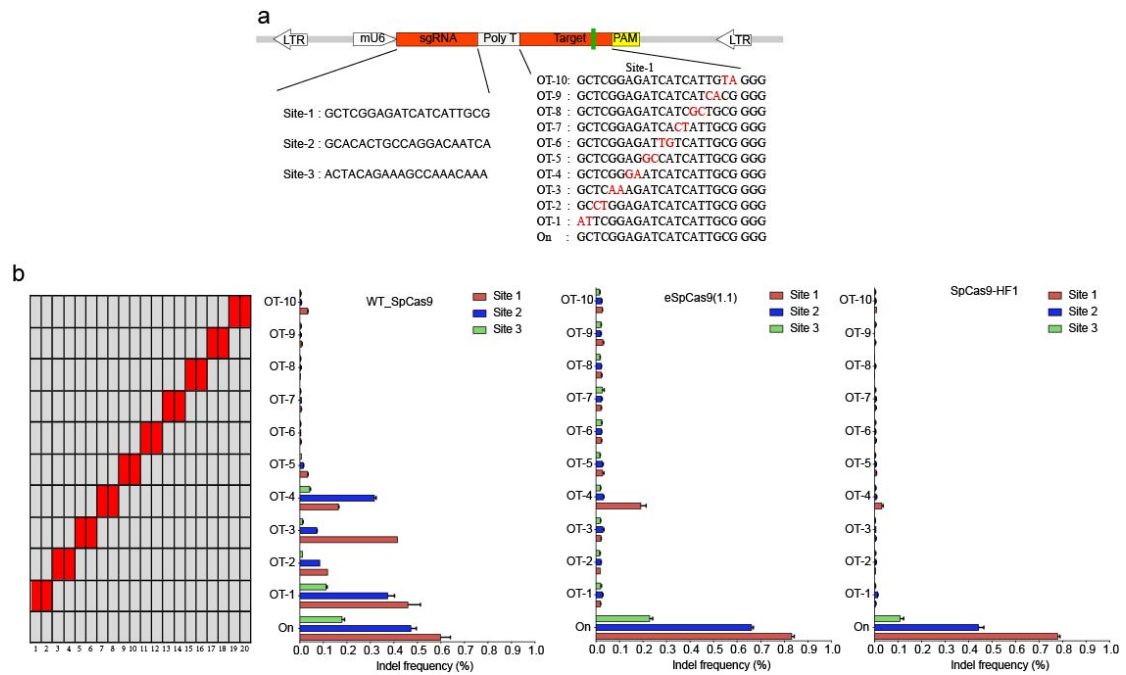 a
LTR mU6 sgRNA Poly T Target PAM LTR
Site-1
OT-10: GCTCGGAGATCATCATTGTA GGG
OT-9 : GCTCGGAGATCATCATCACG GGG
OT-8 : GCTCGGAGATCATCGCTGCG GGG
OT-7 : GCTCGGAGATCACTATTGCG GGG
OT-6 : GCTCGGAGATTGTCATTGCG GGG
OT-5 : GCTCGGAGGCCATCATTGCG GGG
OT-4 : GCTCGGGAATCATCATTGCG GGG
OT-3 : GCTCAAAGATCATCATTGCG GGG
OT-2 : GCCTGGAGATCATCATTGCG GGG
OT-1 : ATTCGGAGATCATCATTGCG GGG
On : GCTCGGAGATCATCATTGCG GGG
Site-1 : GCTCGGAGATCATCATTGCG
Site-2 : GCACACTGCCAGGACAATCA
Site-3 : ACTACAGAAAGCCAAACAAA
b
1 2 3 4 5 6 7 8 9 10 11 12 13 14 15 16 17 18 19 20
WT_SpCas9
Site 1
Site 2
Site 3
OT-10
OT-9
OT-8
OT-7
OT-6
OT-5
OT-4
OT-3
OT-2
OT-1
On
0 0.1 0.2 0.3 0.4 0.5 0.6 0.7 0.8 0.9 1.0
Indel frequency (%)
eSpCas9(1.1)
Site 1
Site 2
Site 3
OT-10
OT-9
OT-8
OT-7
OT-6
OT-5
OT-4
OT-3
OT-2
OT-1
On
0 0.1 0.2 0.3 0.4 0.5 0.6 0.7 0.8 0.9 1.0
Indel frequency (%)
SpCas9-HF1
Site 1
Site 2
Site 3
OT-10
OT-9
OT-8
OT-7
OT-6
OT-5
OT-4
OT-3
OT-2
OT-1
On
0 0.1 0.2 0.3 0.4 0.5 0.6 0.7 0.8 0.9 1.0
Indel frequency (%)